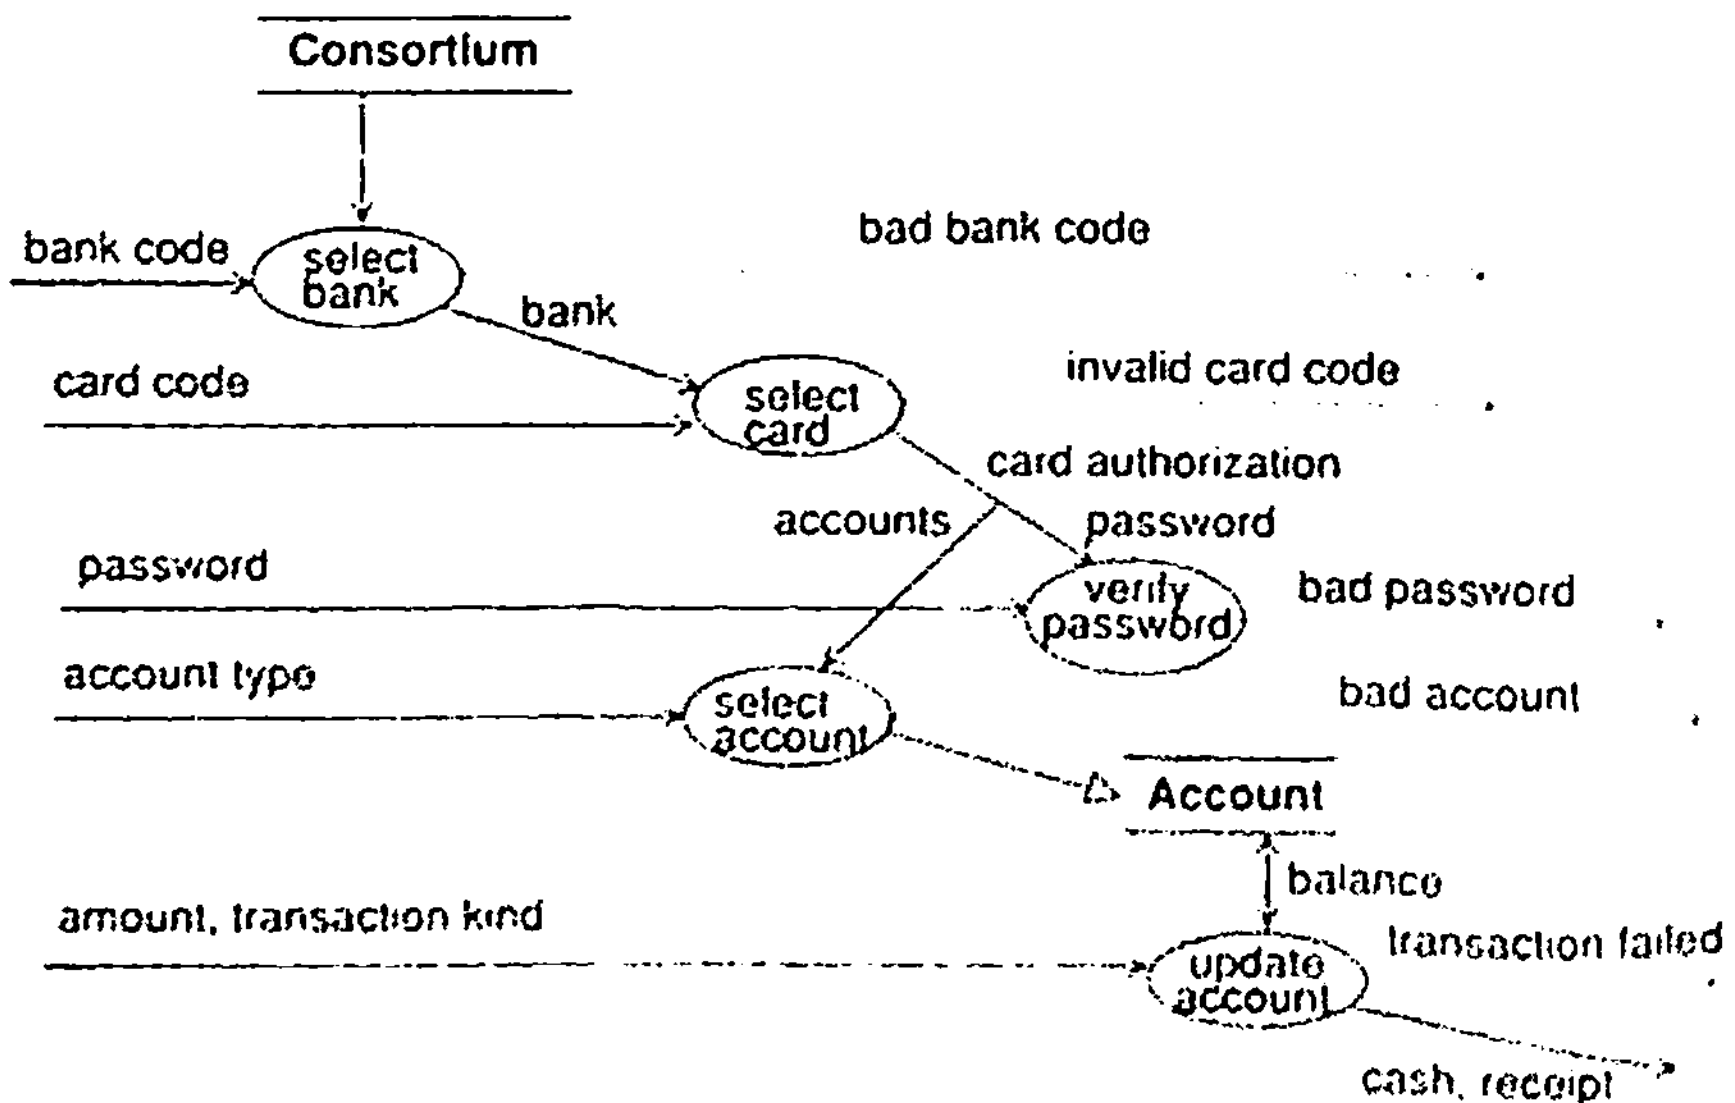 Consortium
bank code
select
bank
bad bank code
bank
card code
select
card
invalid card code
card authorization
accounts
password
password
verify
password
bad password
account type
select
account
bad account
Account
balance
amount, transaction kind
update
account
transaction failed
cash, receipt